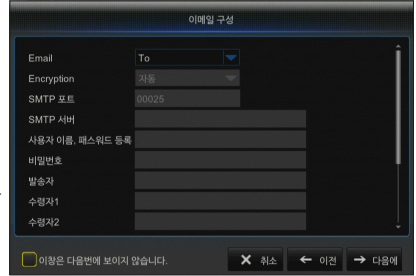 이메일 구성
Email To
Encryption 자동
SMTP 포트 00025
SMTP 서버
사용자 이름, 패스워드 등록
비밀번호
발송자
수령자1
수령자2
이창은 다음번에 보이지 않습니다. 취소 이전 다음에